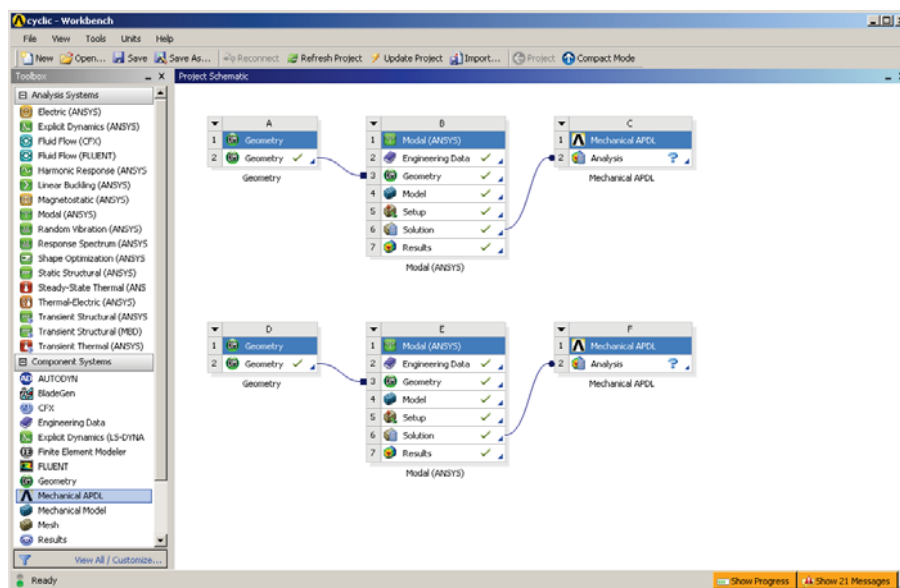 cyclic - Workbench
File View Tools Units Help
New Open... Save Save As... Reconnect Refresh Project Update Project Import... Project Compact Mode
Toolbox
Project Schematic
Analysis Systems
Electric (ANSYS)
Explicit Dynamics (ANSYS)
Fluid Flow (CFX)
Fluid Flow (FLUENT)
Harmonic Response (ANSYS
Linear Buckling (ANSYS)
Magnetostatic (ANSYS)
Modal (ANSYS)
Random Vibration (ANSYS)
Response Spectrum (ANSYS
Shape Optimization (ANSYS
Static Structural (ANSYS)
Steady-State Thermal (ANS
Thermal-Electric (ANSYS)
Transient Structural (ANSYS
Transient Structural (MBD)
Transient Thermal (ANSYS)
Component Systems
AUTODYN
BladeGen
CFX
Engineering Data
Explicit Dynamics (LS-DYNA
Finite Element Modeler
FLUENT
Geometry
Mechanical APDL
Mechanical Model
Mesh
Results
View All / Customize...
A
1 Geometry
2 Geometry
Geometry
B
1 Modal (ANSYS)
2 Engineering Data
3 Geometry
4 Model
5 Setup
6 Solution
7 Results
Modal (ANSYS)
C
1 Mechanical APDL
2 Analysis ?
Mechanical APDL
D
1 Geometry
2 Geometry
Geometry
E
1 Modal (ANSYS)
2 Engineering Data
3 Geometry
4 Model
5 Setup
6 Solution
7 Results
Modal (ANSYS)
F
1 Mechanical APDL
2 Analysis ?
Mechanical APDL
Ready
Show Progress
Show 21 Messages